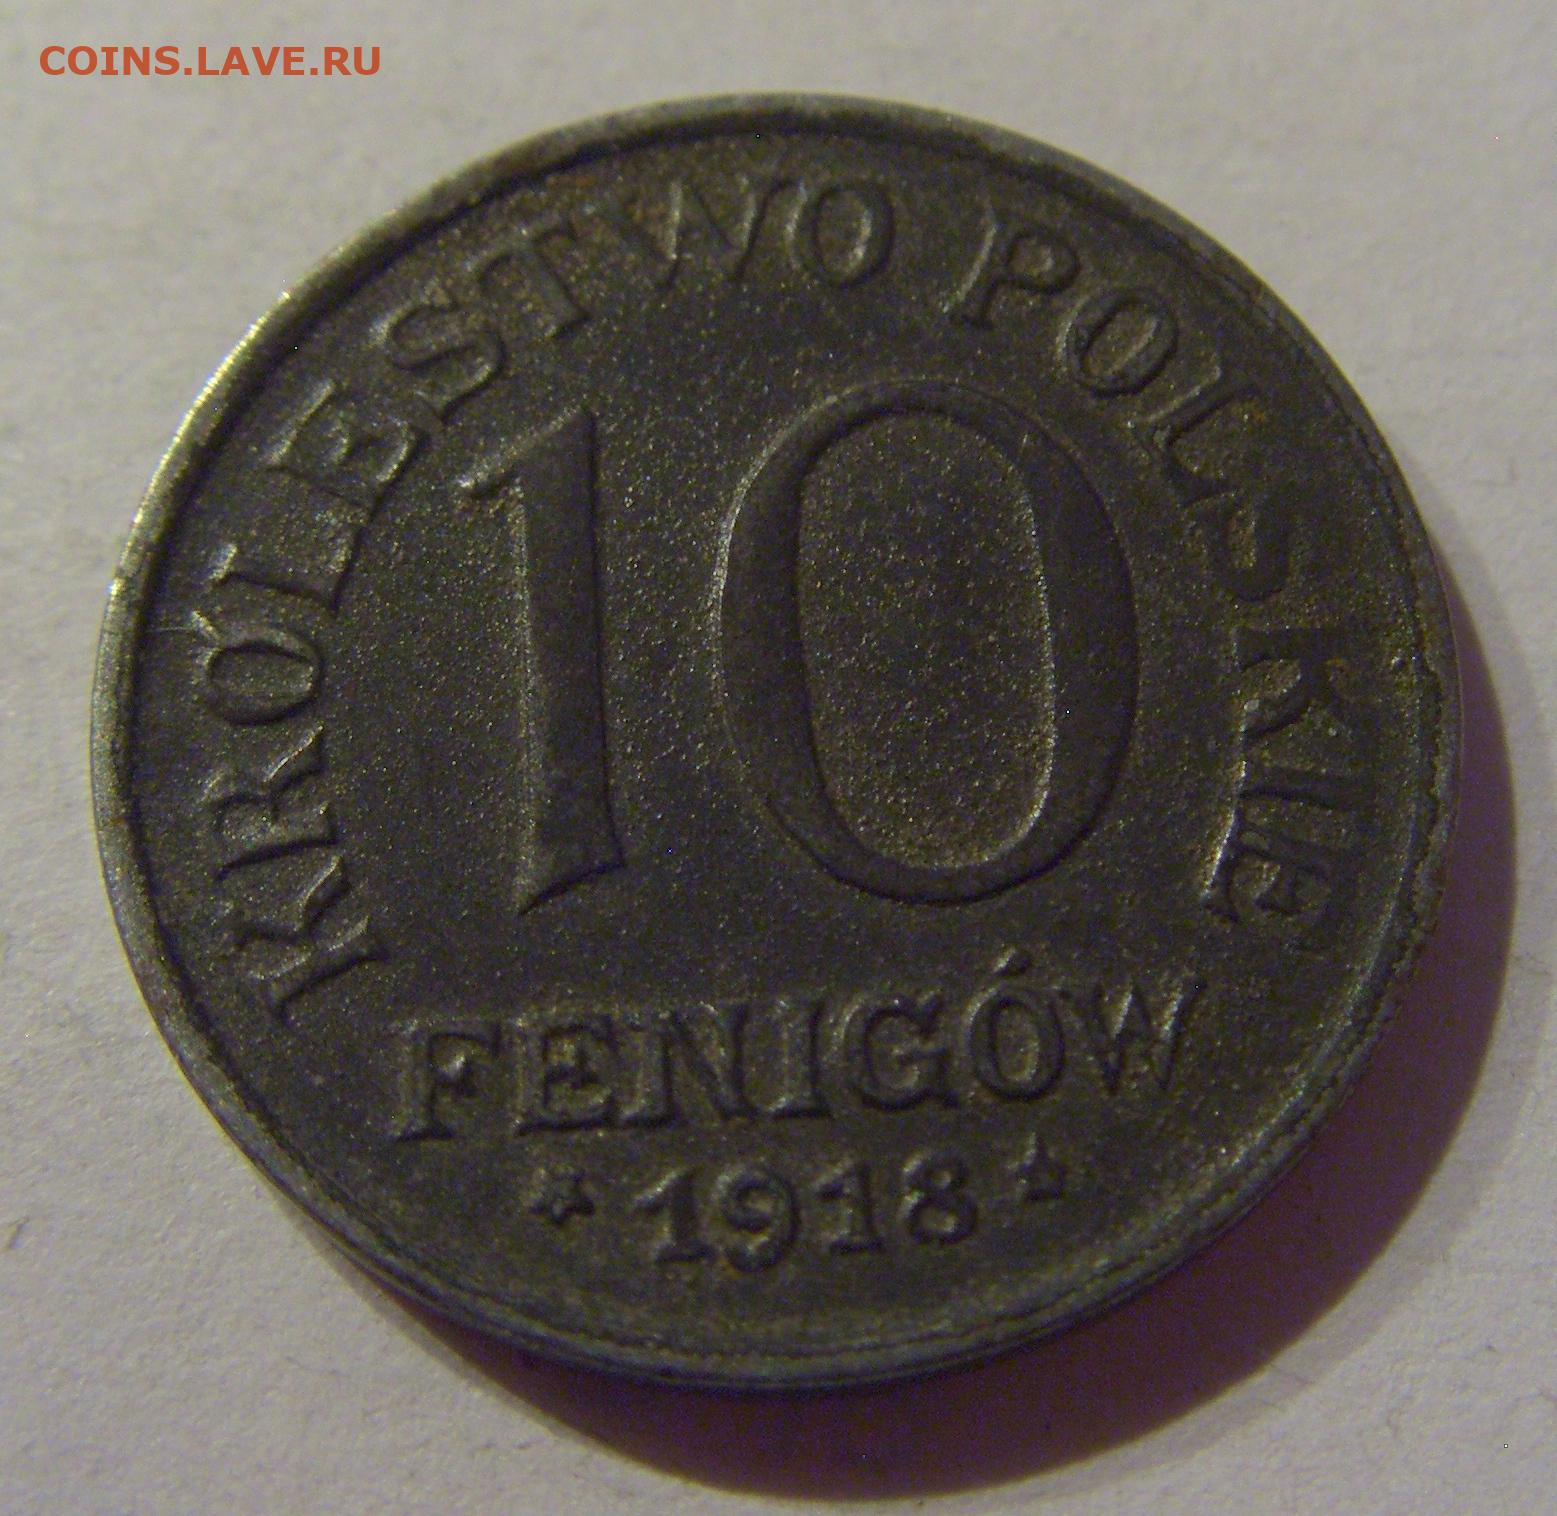 COINS.LAVE.RU
KRÓLESTWO POLSKIE
10
FENIGÓW
* 1918 *